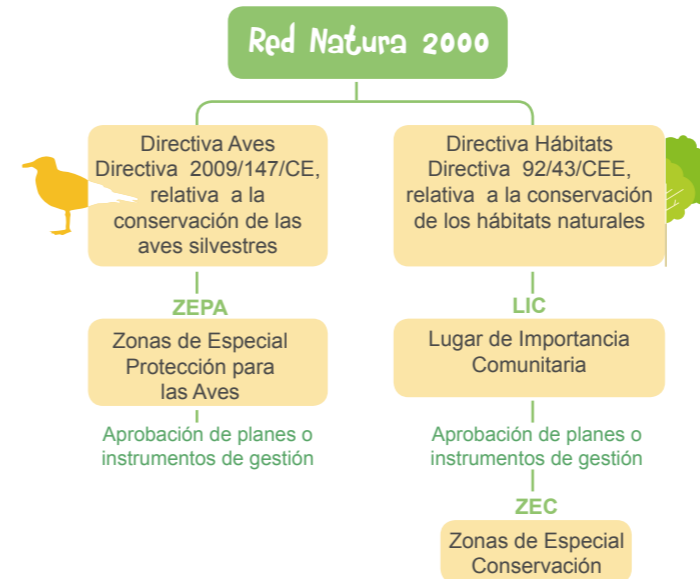 Red Natura 2000
Directiva Aves
Directiva 2009/147/CE,
relativa a la
conservación de las
aves silvestres
ZEPA
Zonas de Especial
Protección para
las Aves
Aprobación de planes o
instrumentos de gestión
Directiva Hábitats
Directiva 92/43/CEE,
relativa a la conservación
de los hábitats naturales
LIC
Lugar de Importancia
Comunitaria
Aprobación de planes o
instrumentos de gestión
ZEC
Zonas de Especial
Conservación